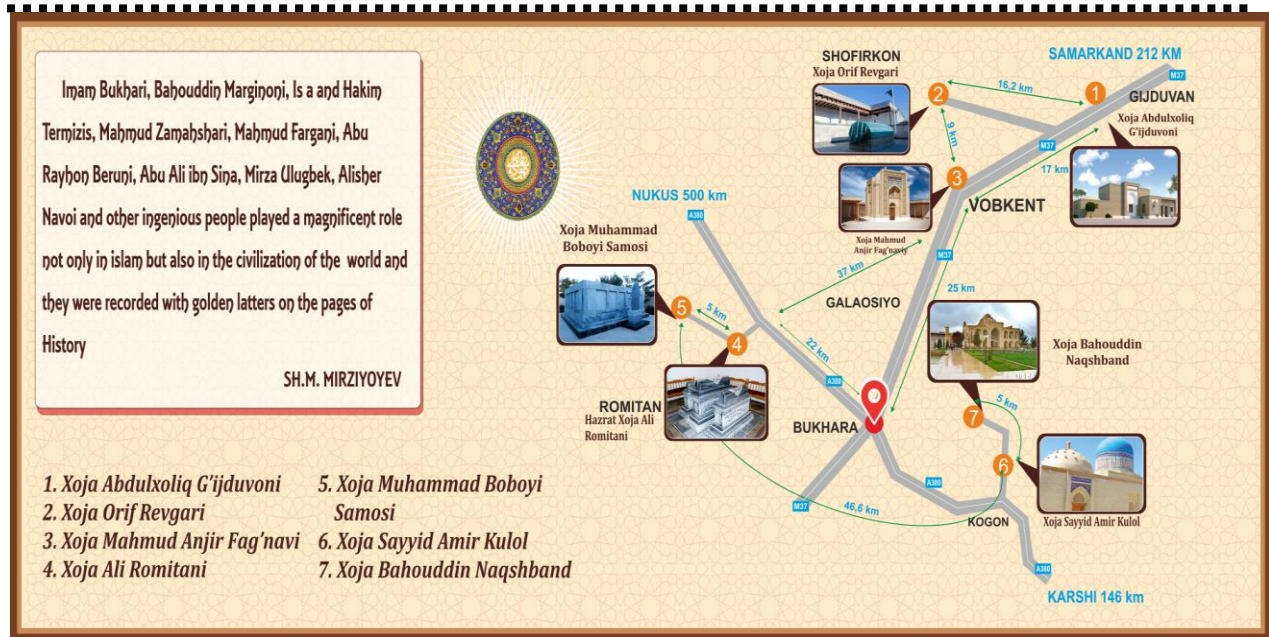 Imam Bukhari, Bahouddin Marginoni, Is a and Hakim
Termizis, Mahmud Zamahshari, Mahmud Fargani, Abu
Rayhon Beruni, Abu Ali ibn Sina, Mirza Ulugbek, Alisher
Navoi and other ingenious people played a magnificent role
not only in islam but also in the civilization of the world and
they were recorded with golden latters on the pages of
History
SH.M. MIRZIYOYEV
SHOFIRKON
Xoja Orif Revgari
2
16,2 km
SAMARKAND 212 KM
M37
1
GIJDUVAN
Xoja Abdulxoliq
G'ijduvoni
9 km
M37
17 km
3
VOBKENT
Xoja Mahmud
Anjir Fag'naviy
M37
NUKUS 500 km
A380
Xoja Muhammad
Boboyi Samosi
37 km
25 km
GALAOSIYO
5
5 km
4
22 km
A380
ROMITAN
Hazrat Xoja Ali
Romitani
BUKHARA
Xoja Bahouddin
Naqshband
7
5 km
6
Xoja Sayyid Amir Kulol
A380
M37
46,6 km
KOGON
A380
KARSHI 146 km
1. Xoja Abdulxoliq G'ijduvoni
2. Xoja Orif Revgari
3. Xoja Mahmud Anjir Fag'navi
4. Xoja Ali Romitani
5. Xoja Muhammad Boboyi
Samosi
6. Xoja Sayyid Amir Kulol
7. Xoja Bahouddin Naqshband